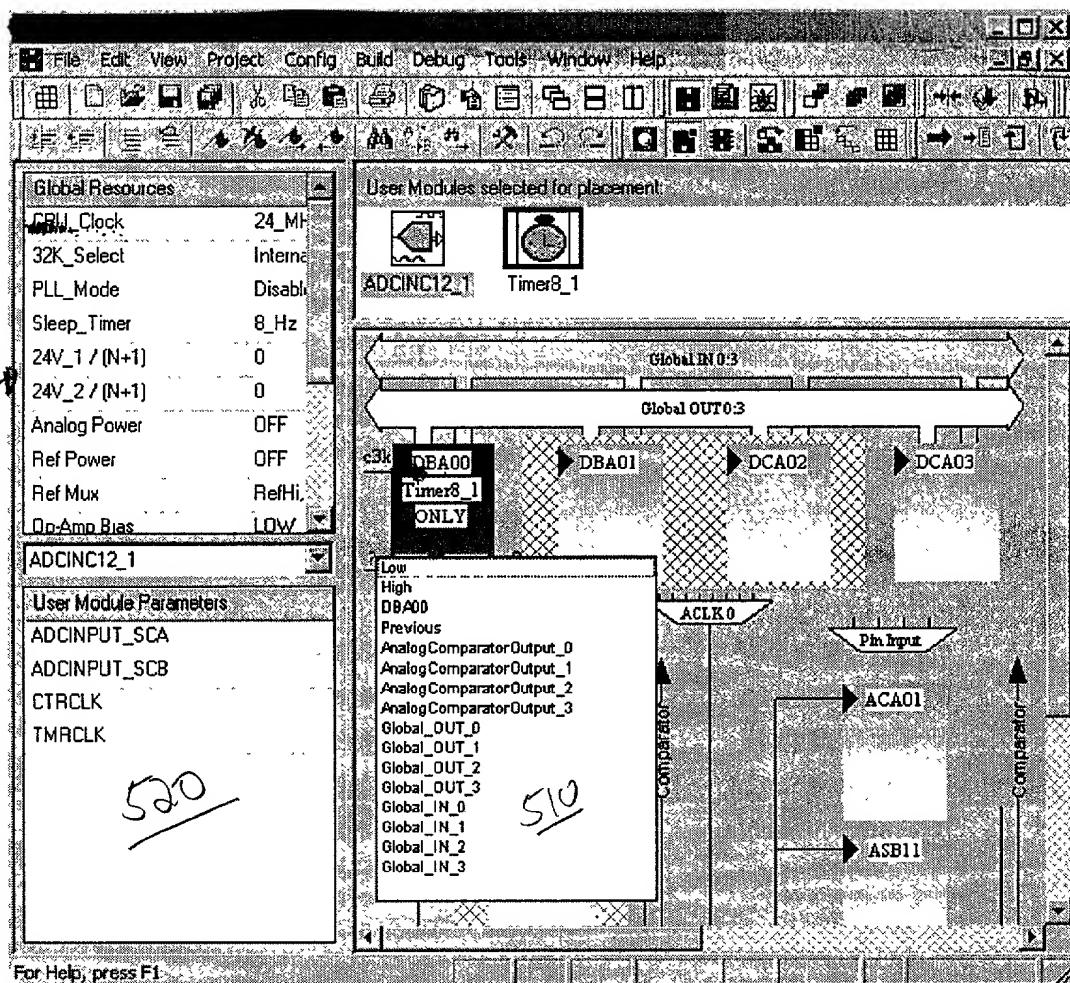 File Edit View Project Config Build Debug Tools Window Help
Global Resources
CPU_Clock 24_MH
32K_Select Interna
PLL_Mode Disabl
Sleep_Timer 8_Hz
24V_1 / (N+1) 0
24V_2 / (N+1) 0
Analog Power OFF
Ref Power OFF
Ref Mux RefHi
Op-Amp Bias LOW
ADCINC12_1
User Module Parameters
ADCINPUT_SCA
ADCINPUT_SCB
CTRCLK
TMRCLK
520
User Modules selected for placement:
ADCINC12_1 Timer8_1
Global IN 0:3
Global OUT 0:3
c3k
DBA00 DBA01 DCA02 DCA03
Timer8_1
ONLY
Low
High
DBA00
Previous
AnalogComparatorOutput_0
AnalogComparatorOutput_1
AnalogComparatorOutput_2
AnalogComparatorOutput_3
Global_OUT_0
Global_OUT_1
Global_OUT_2
Global_OUT_3
Global_IN_0
Global_IN_1
Global_IN_2
Global_IN_3
510
ACLK0
Pin Input
Comparator
ACA01
Comparator
ASB11
For Help, press F1